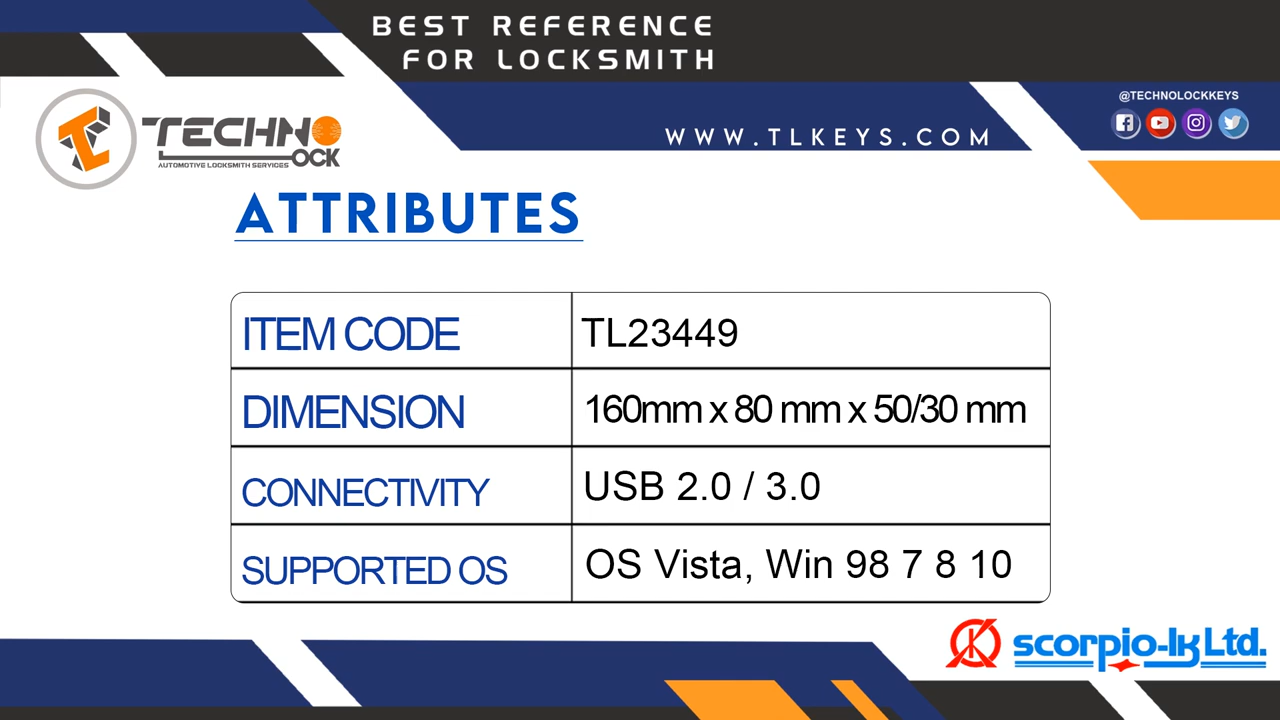 BEST REFERENCE
FOR LOCKSMITH
@TECHNOLOCKKEYS
WWW.TLKEYS.COM
TECHNO
LOCK
AUTOMOTIVE LOCKSMITH SERVICES
ATTRIBUTES
ITEM CODE TL23449
DIMENSION 160mm x 80 mm x 50/30 mm
CONNECTIVITY USB 2.0 / 3.0
SUPPORTED OS OS Vista, Win 98 7 8 10
scorpio-lk Ltd.